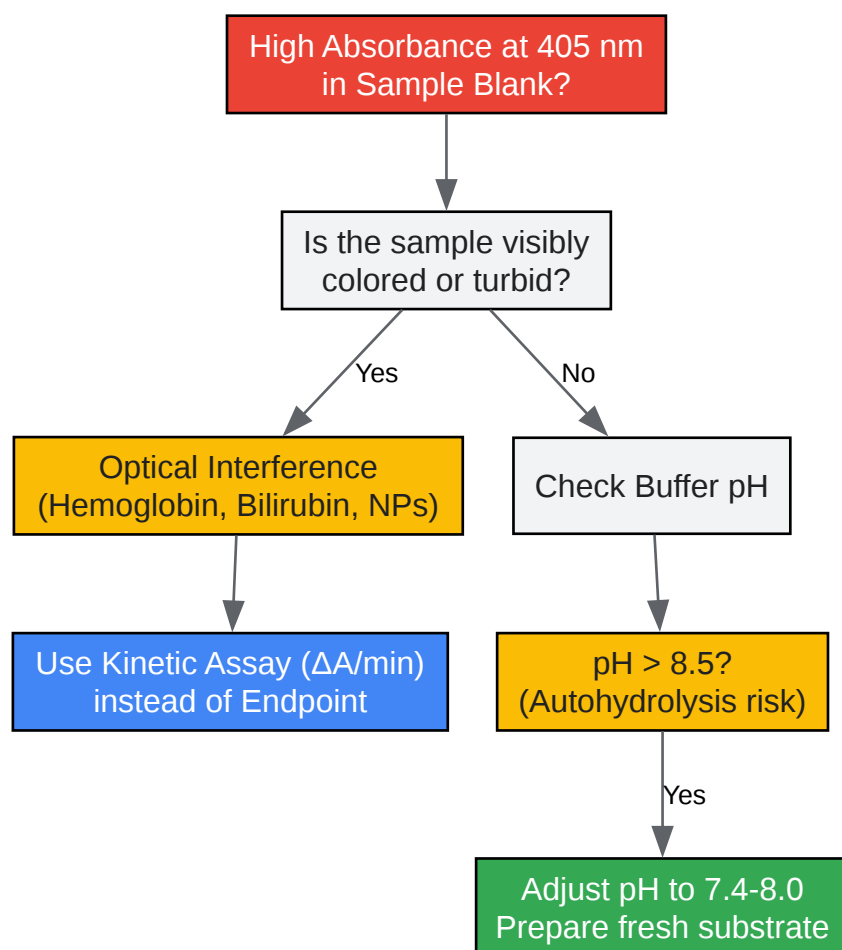 High Absorbance at 405 nm
in Sample Blank?
Is the sample visibly
colored or turbid?
Yes
No
Optical Interference
(Hemoglobin, Bilirubin, NPs)
Check Buffer pH
Use Kinetic Assay (ΔA/min)
instead of Endpoint
pH > 8.5?
(Autohydrolysis risk)
Yes
Adjust pH to 7.4-8.0
Prepare fresh substrate